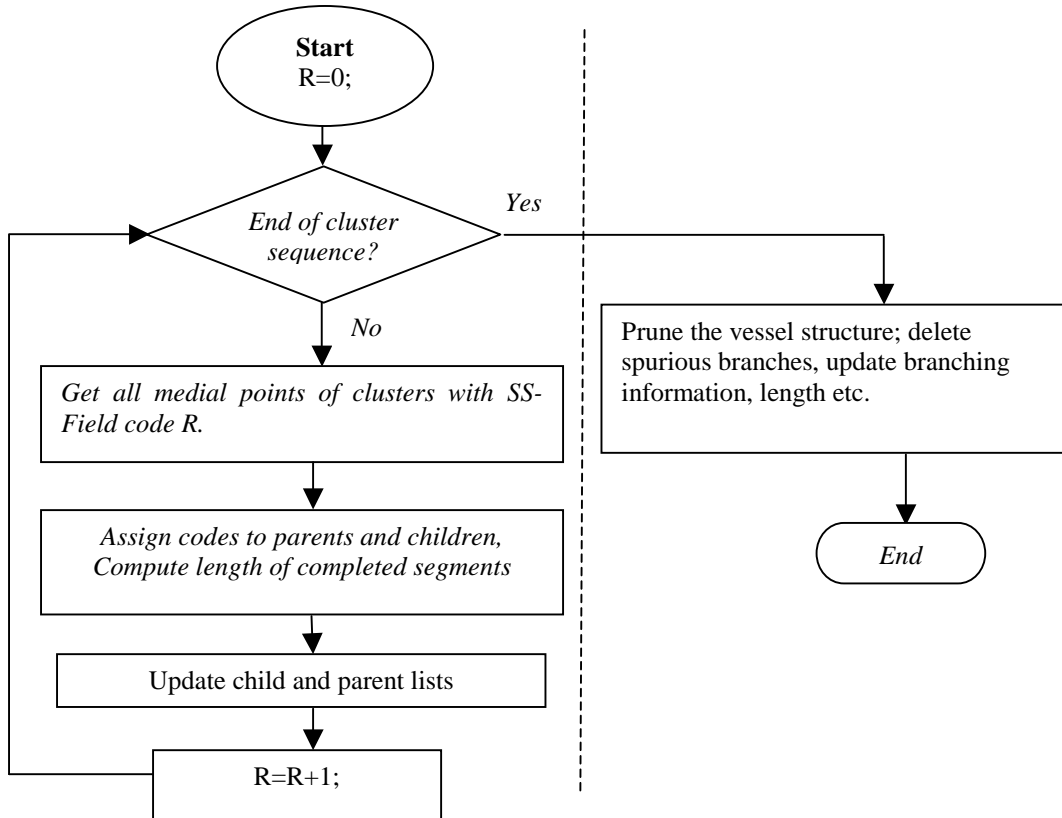 Start
R=0;
End of cluster
sequence?
Yes
No
Get all medial points of clusters with SS-
Field code R.
Assign codes to parents and children,
Compute length of completed segments
Update child and parent lists
R=R+1;
Prune the vessel structure; delete
spurious branches, update branching
information, length etc.
End